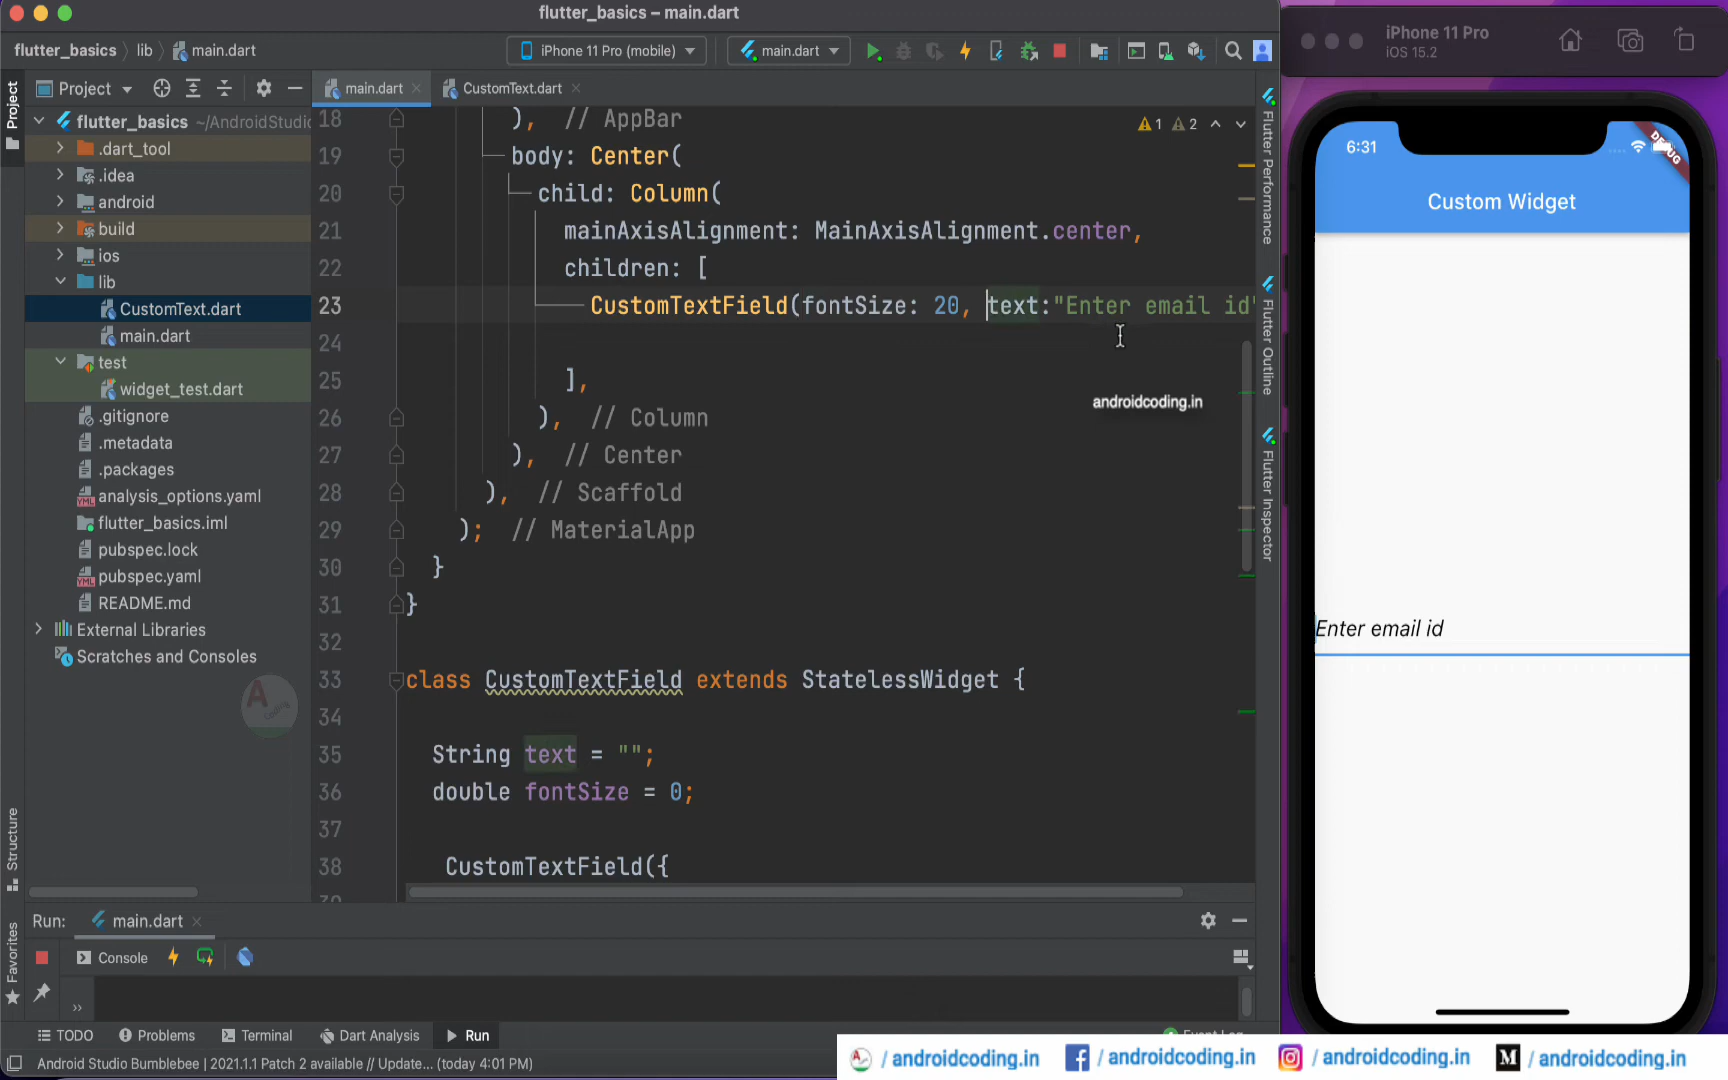 flutter_basics – main.dart
flutter_basics
lib
main.dart
iPhone 11 Pro (mobile)
main.dart
Project
main.dart
CustomText.dart
Project
flutter_basics ~/AndroidStudi
.dart_tool
.idea
android
build
ios
lib
CustomText.dart
main.dart
test
widget_test.dart
.gitignore
.metadata
.packages
analysis_options.yaml
flutter_basics.iml
pubspec.lock
pubspec.yaml
README.md
External Libraries
Scratches and Consoles
A
Coding
Structure
Favorites
1 2
18 ), // AppBar
19 body: Center(
20 child: Column(
21 mainAxisAlignment: MainAxisAlignment.center,
22 children: [
23 CustomTextField(fontSize: 20, text:"Enter email id"
24
25 ],
26 ), // Column
27 ), // Center
28 ), // Scaffold
29 ); // MaterialApp
30 }
31 }
32
33 class CustomTextField extends StatelessWidget {
34
35 String text = "";
36 double fontSize = 0;
37
38 CustomTextField({
androidcoding.in
Flutter Performance
Flutter Outline
Flutter Inspector
Run: main.dart
Console
TODO
Problems
Terminal
Dart Analysis
Run
Event Log
Android Studio Bumblebee | 2021.1.1 Patch 2 available // Update... (today 4:01 PM)
iPhone 11 Pro
iOS 15.2
6:31
DEBUG
Custom Widget
Enter email id
/ androidcoding.in
/ androidcoding.in
/ androidcoding.in
/ androidcoding.in